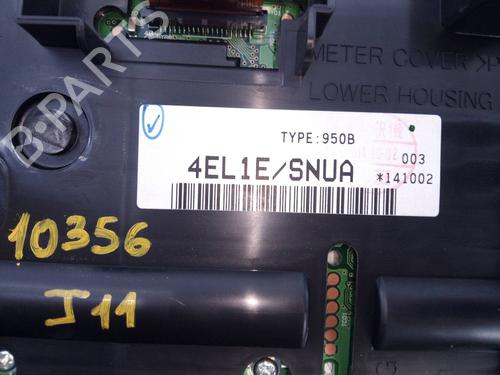 METER COVER >P
LOWER HOUSING
TYPE:950B
4EL1E/SNUA
003
*141002
10356
J11
B-PARTS